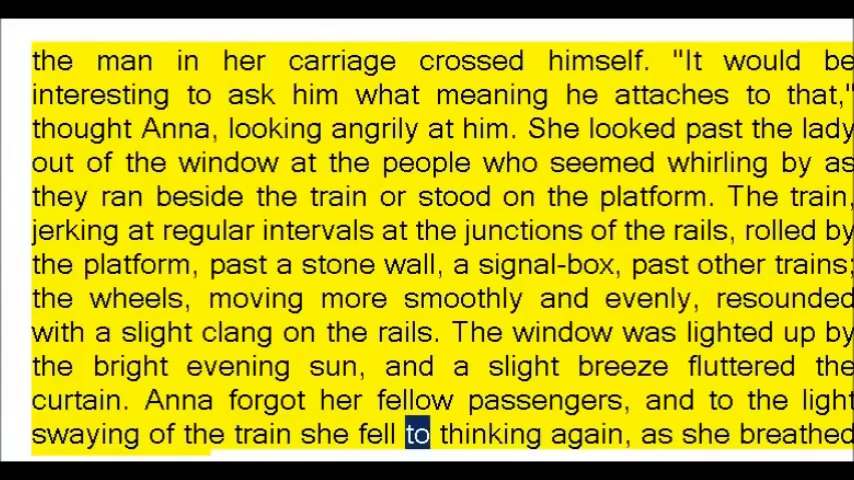 the man in her carriage crossed himself. "It would be
interesting to ask him what meaning he attaches to that,"
thought Anna, looking angrily at him. She looked past the lady
out of the window at the people who seemed whirling by as
they ran beside the train or stood on the platform. The train,
jerking at regular intervals at the junctions of the rails, rolled by
the platform, past a stone wall, a signal-box, past other trains;
the wheels, moving more smoothly and evenly, resounded
with a slight clang on the rails. The window was lighted up by
the bright evening sun, and a slight breeze fluttered the
curtain. Anna forgot her fellow passengers, and to the light
swaying of the train she fell to thinking again, as she breathed